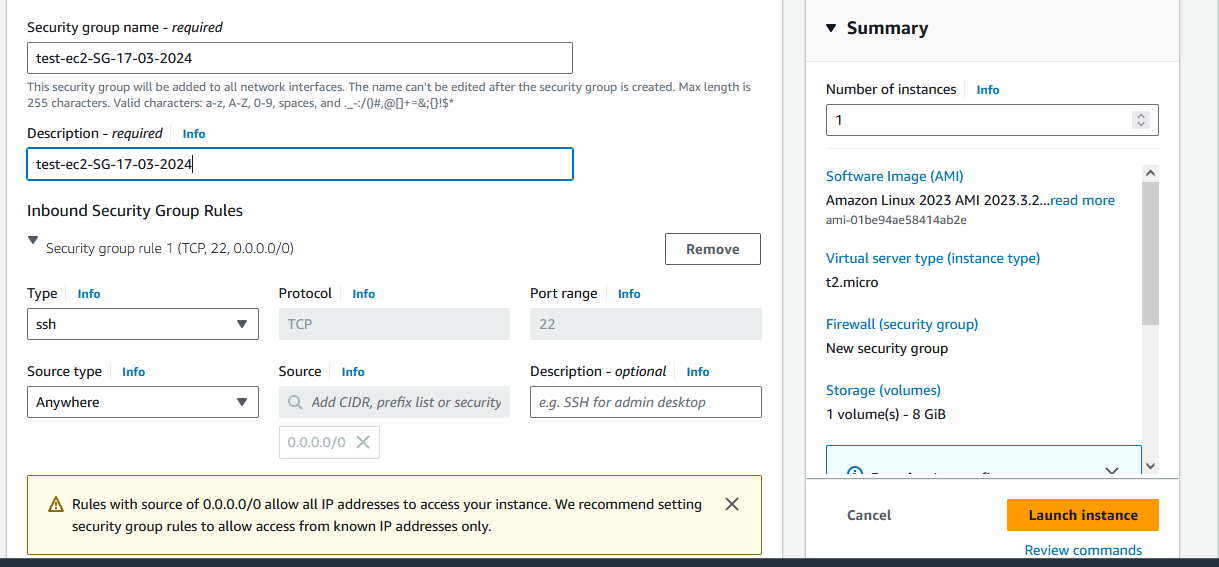 Security group name - required
test-ec2-SG-17-03-2024
This security group will be added to all network interfaces. The name can't be edited after the security group is created. Max length is
255 characters. Valid characters: a-z, A-Z, 0-9, spaces, and ._-:/()#,@[]+=&;{}!$*
Description - required Info
test-ec2-SG-17-03-2024
Inbound Security Group Rules
Security group rule 1 (TCP, 22, 0.0.0.0/0)
Remove
Type Info
Protocol Info
Port range Info
ssh
TCP
22
Source type Info
Source Info
Description - optional Info
Anywhere
Add CIDR, prefix list or security
e.g. SSH for admin desktop
0.0.0.0/0
Rules with source of 0.0.0.0/0 allow all IP addresses to access your instance. We recommend setting
security group rules to allow access from known IP addresses only.
Summary
Number of instances Info
1
Software Image (AMI)
Amazon Linux 2023 AMI 2023.3.2...read more
ami-01be94ae58414ab2e
Virtual server type (instance type)
t2.micro
Firewall (security group)
New security group
Storage (volumes)
1 volume(s) - 8 GiB
Cancel
Launch instance
Review commands